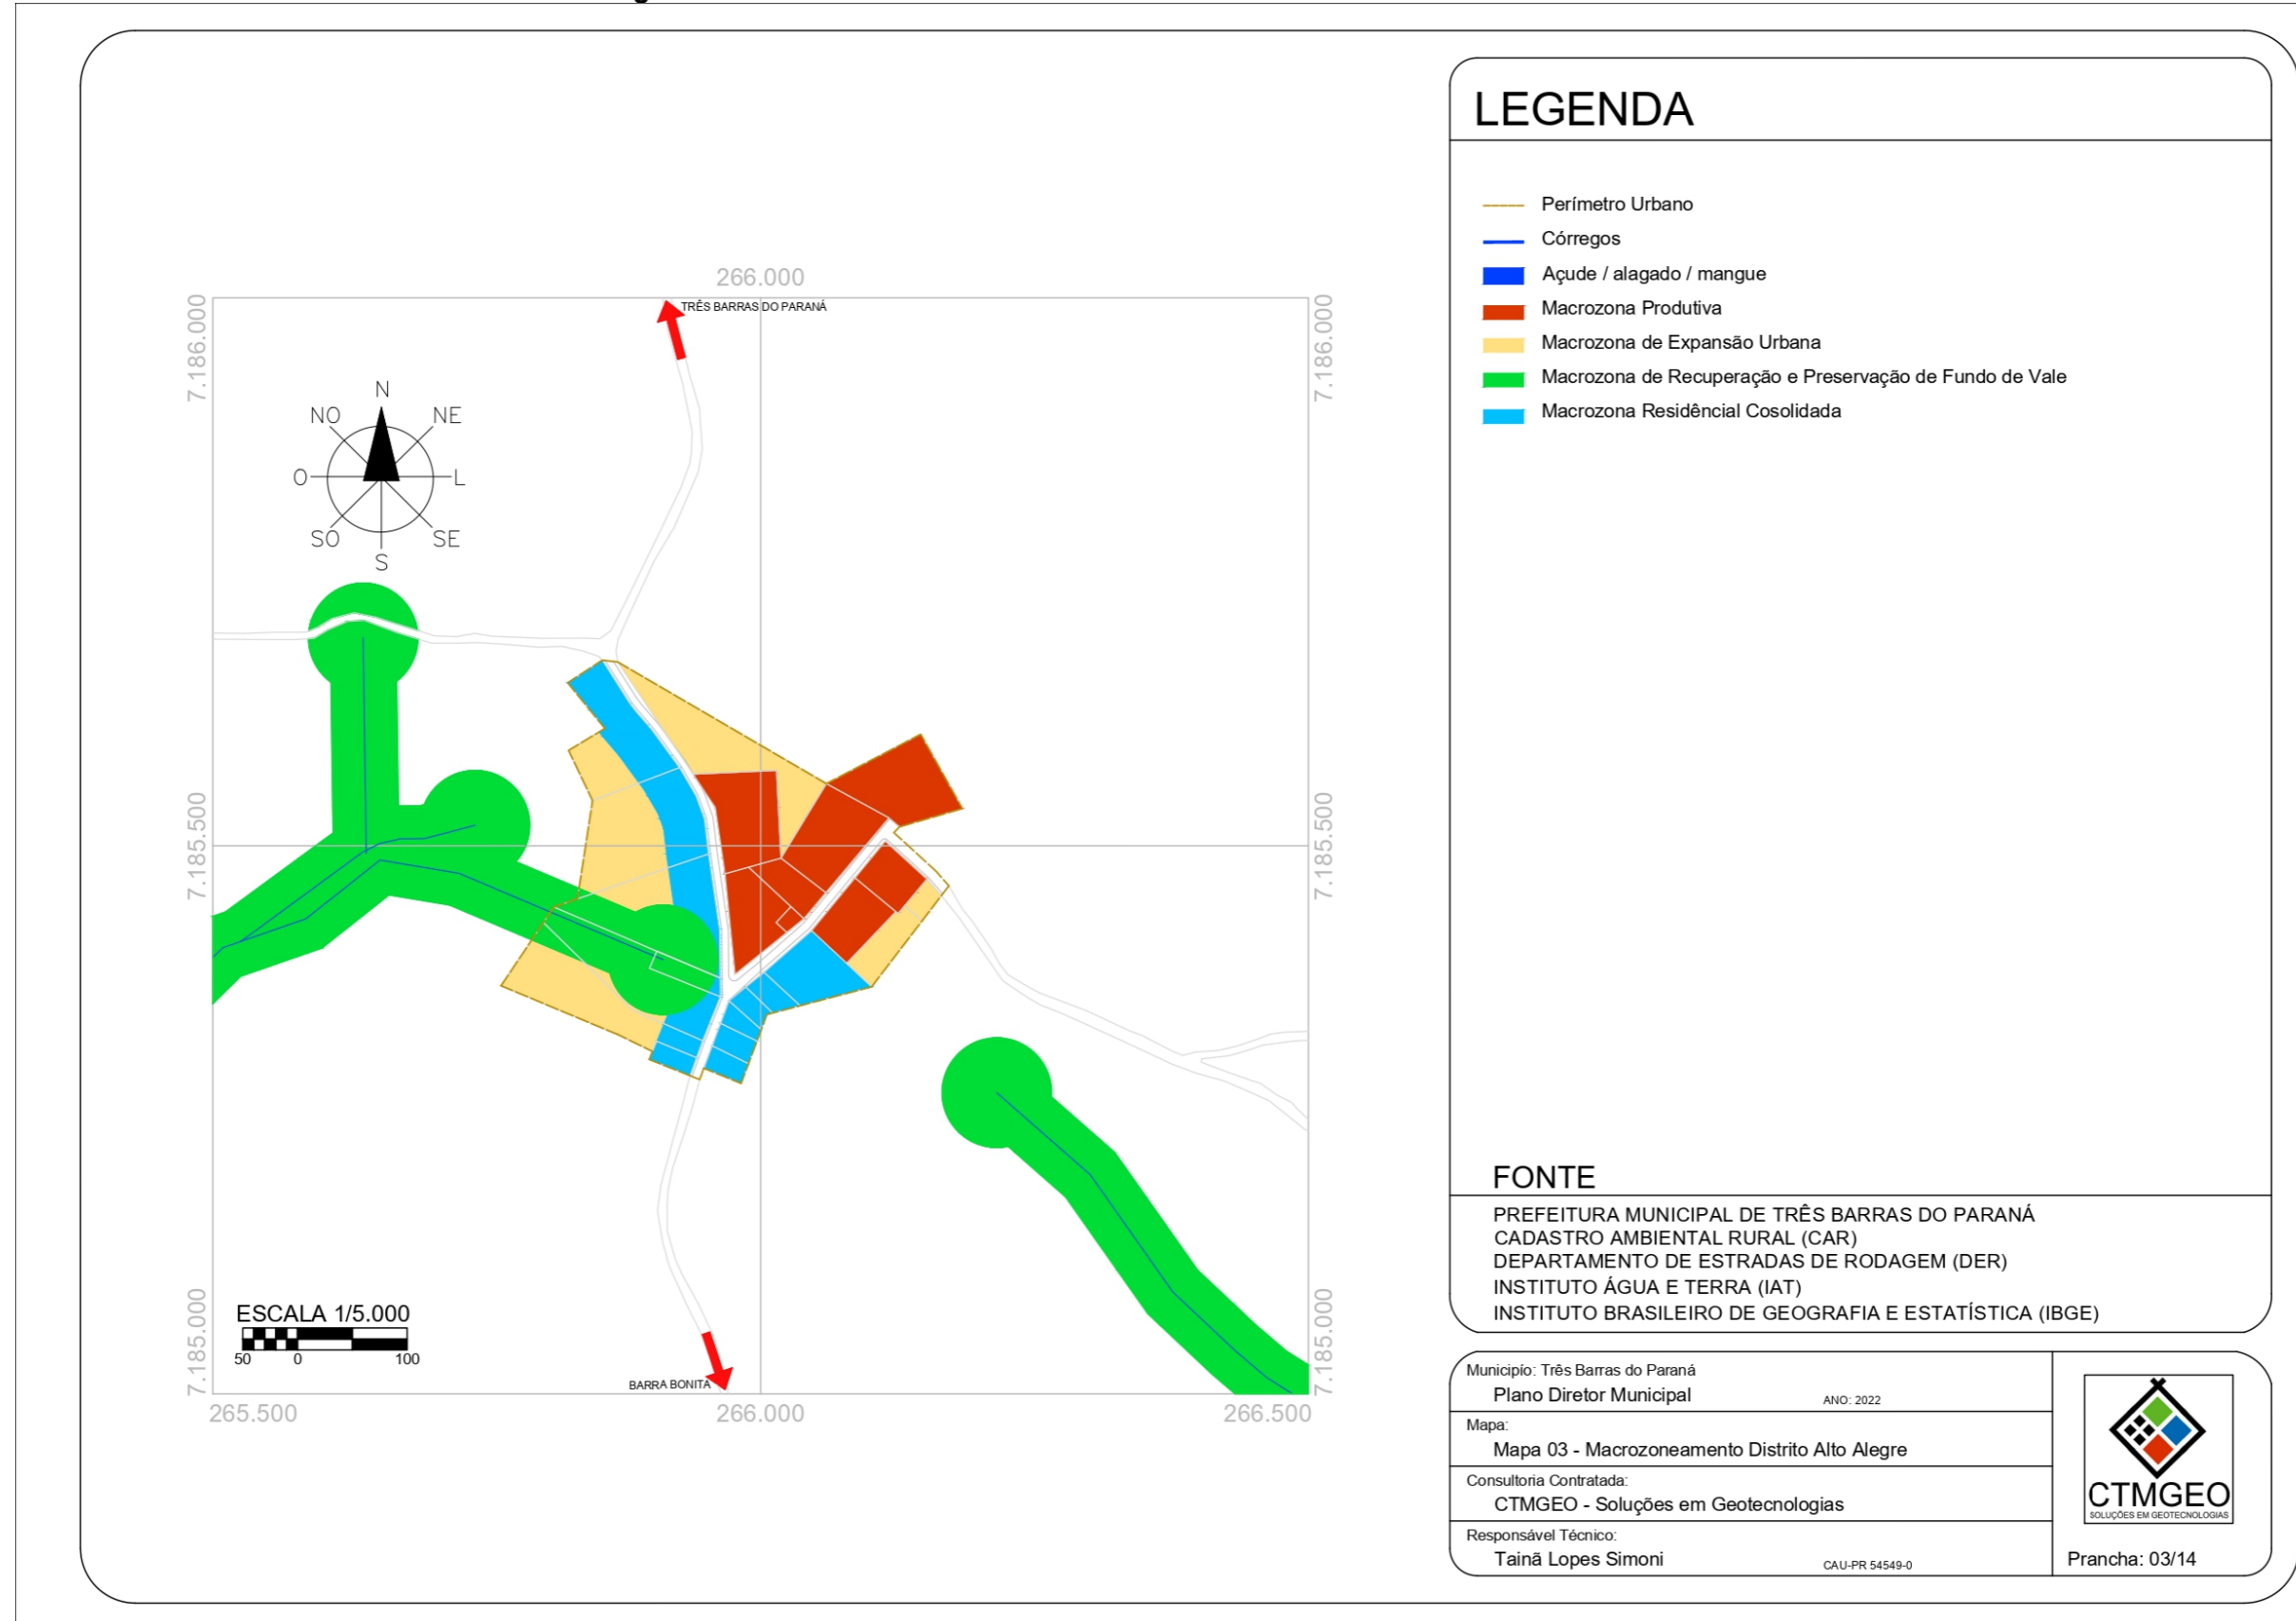 266.000
TRÊS BARRAS DO PARANÁ
7.186.000
7.186.000
N
NO
NE
O
L
SO
SE
S
7.185.500
7.185.500
ESCALA 1/5.000
50
0
100
BARRA BONITA
7.185.000
7.185.000
265.500
266.000
266.500
LEGENDA
Perímetro Urbano
Córregos
Açude / alagado / mangue
Macrozona Produtiva
Macrozona de Expansão Urbana
Macrozona de Recuperação e Preservação de Fundo de Vale
Macrozona Residêncial Cosolidada
FONTE
PREFEITURA MUNICIPAL DE TRÊS BARRAS DO PARANÁ
CADASTRO AMBIENTAL RURAL (CAR)
DEPARTAMENTO DE ESTRADAS DE RODAGEM (DER)
INSTITUTO ÁGUA E TERRA (IAT)
INSTITUTO BRASILEIRO DE GEOGRAFIA E ESTATÍSTICA (IBGE)
Municipío: Três Barras do Paraná
Plano Diretor Municipal ANO: 2022
Mapa:
Mapa 03 - Macrozoneamento Distrito Alto Alegre
Consultoria Contratada:
CTMGEO - Soluções em Geotecnologias
Responsável Técnico:
Tainã Lopes Simoni CAU-PR 54549-0
CTMGEO
SOLUÇÕES EM GEOTECNOLOGIAS
Prancha: 03/14